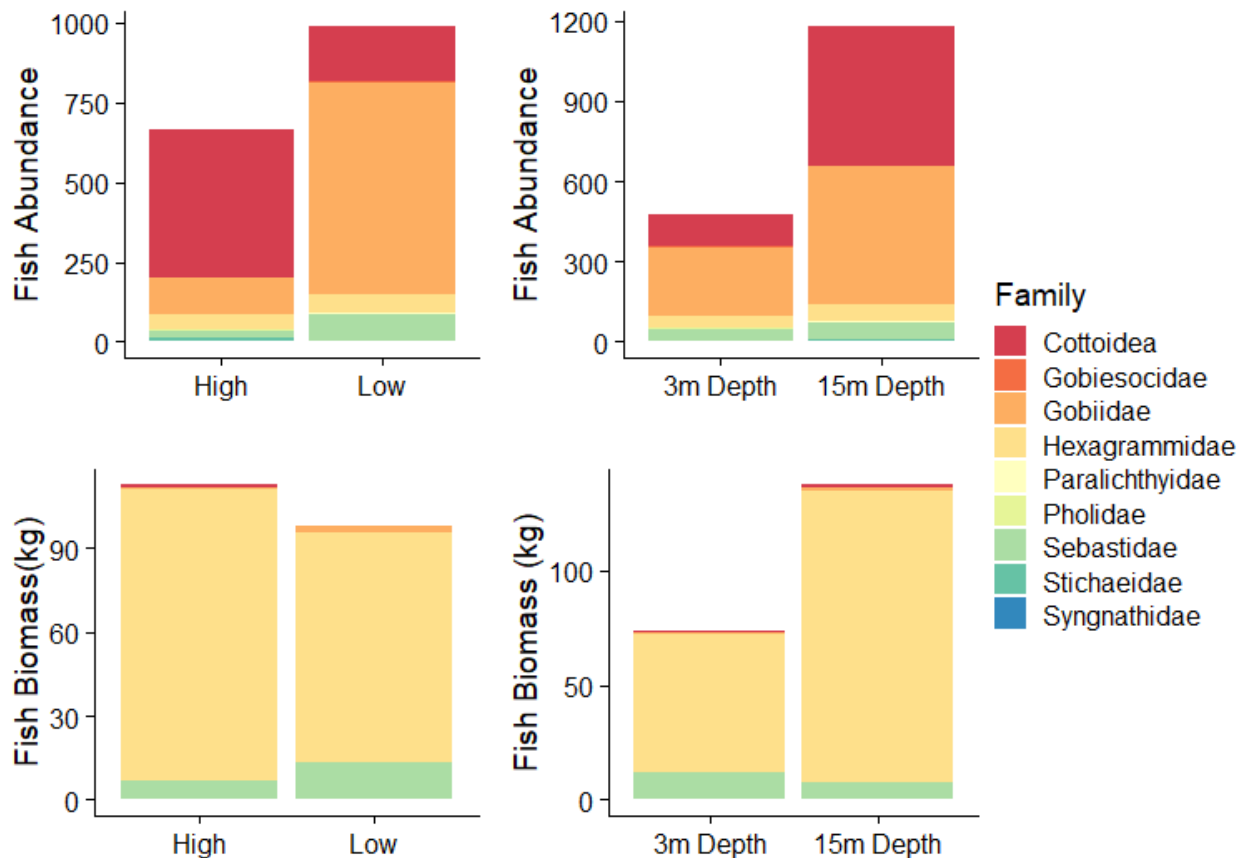 Fish Abundance
1000
750
500
250
0
High
Low
Fish Abundance
1200
900
600
300
0
3m Depth
15m Depth
Fish Biomass(kg)
90
60
30
0
High
Low
Fish Biomass (kg)
100
50
0
3m Depth
15m Depth
Family
Cottoidea
Gobiesocidae
Gobiidae
Hexagrammidae
Paralichthyidae
Pholidae
Sebastidae
Stichaeidae
Syngnathidae